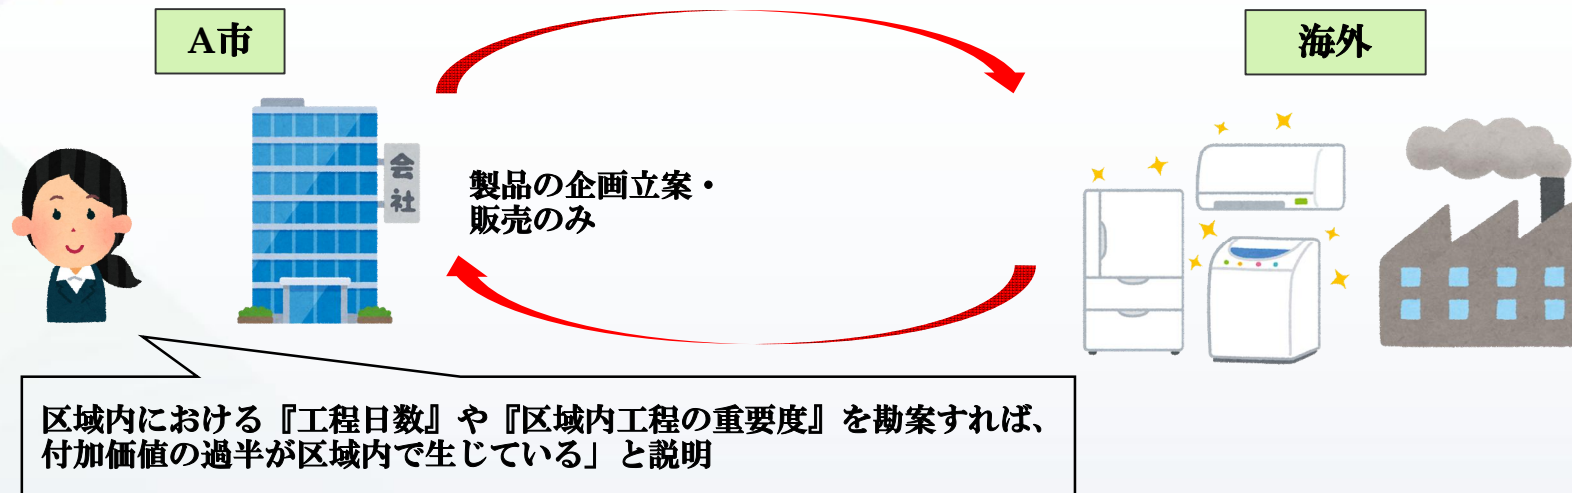 A市
海外
会社
製品の企画立案・
販売のみ
区域内における『工程日数』や『区域内工程の重要度』を勘案すれば、
付加価値の過半が区域内で生じている」と説明